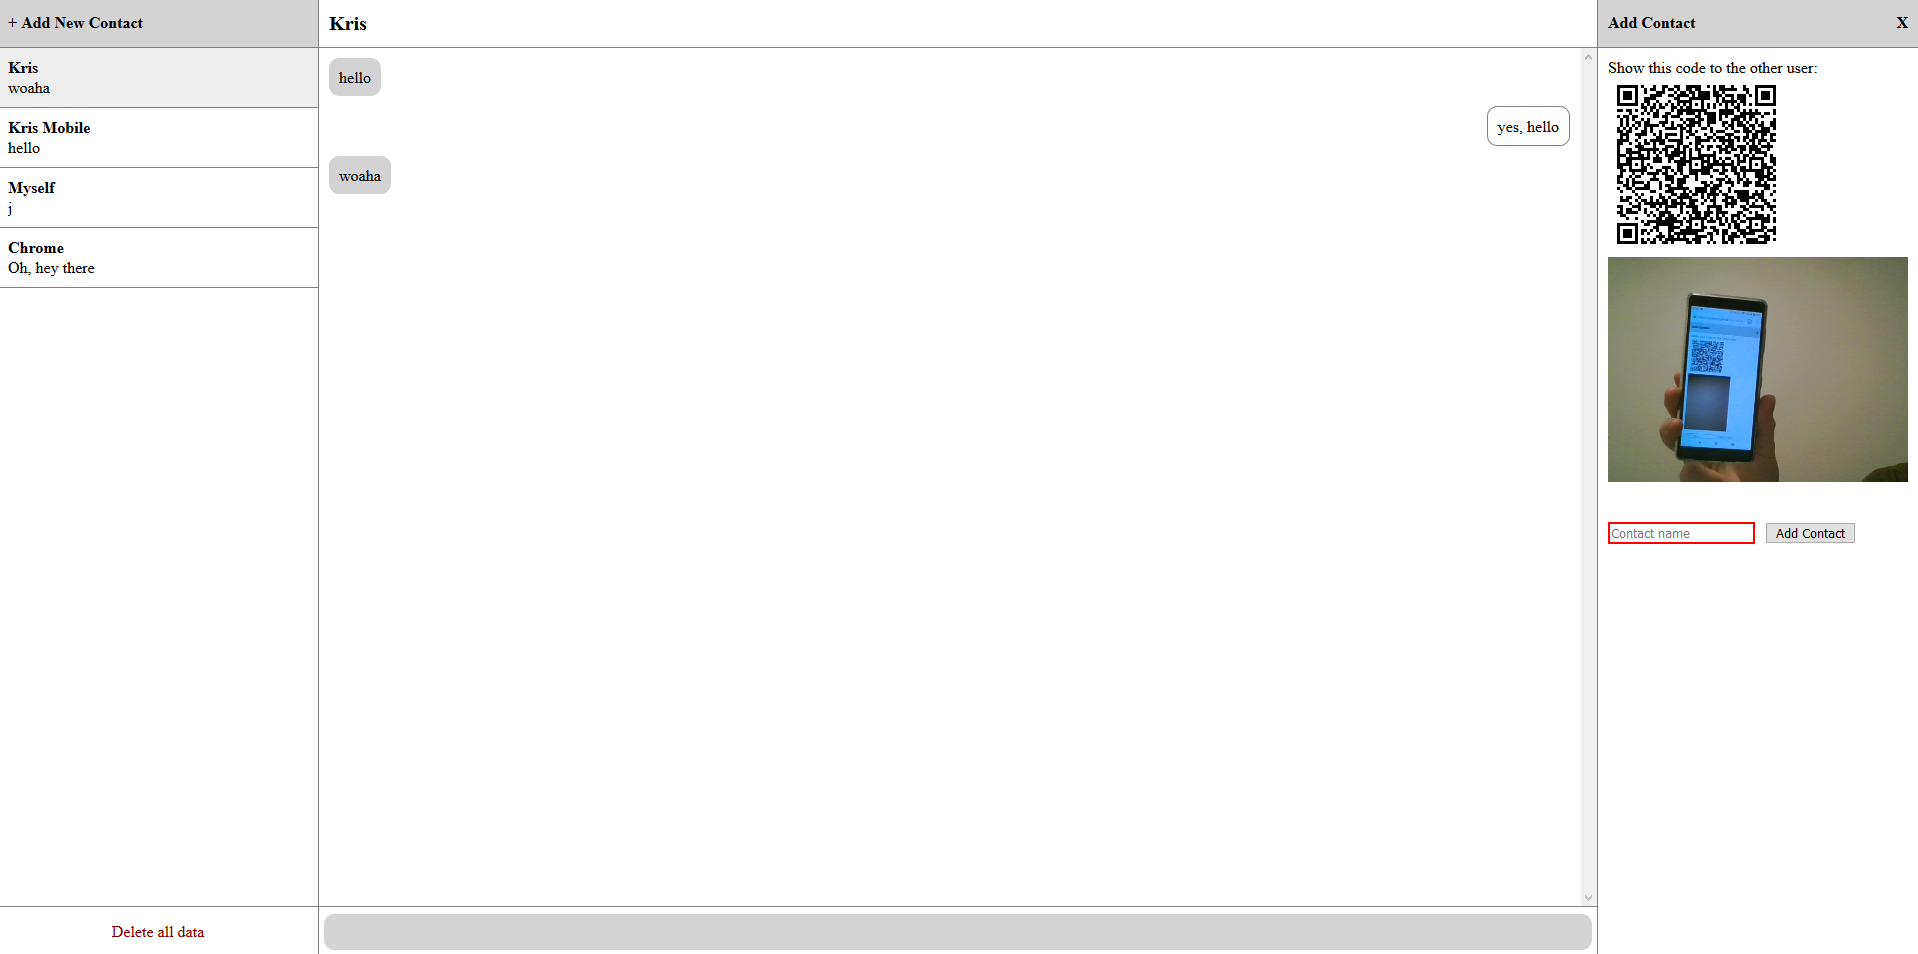 + Add New Contact
Kris
woaha
Kris Mobile
hello
Myself
j
Chrome
Oh, hey there
Delete all data
Kris
hello
yes, hello
woaha
Add Contact X
Show this code to the other user:
Contact name
Add Contact